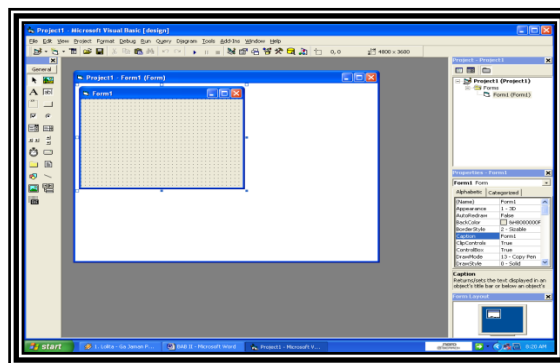 Project1 - Microsoft Visual Basic [design]
File Edit View Project Format Debug Run Query Diagram Tools Add-Ins Window Help
0, 0
4800 x 3600
General
Project1 - Form1 (Form)
Form1
Project - Project1
Project1 (Project1)
Forms
Form1 (Form1)
Properties - Form1
Form1 Form
Alphabetic Categorized
(Name) Form1
Appearance 1 - 3D
AutoRedraw False
BackColor &H8000000F
BorderStyle 2 - Sizable
Caption Form1
ClipControls True
ControlBox True
DrawMode 13 - Copy Pen
DrawStyle 0 - Solid
Caption
Returns/sets the text displayed in an
object's title bar or below an object's
Form Layout
start
BAB II - Microsoft Word
Project1 - Microsoft V...
9:20 AM